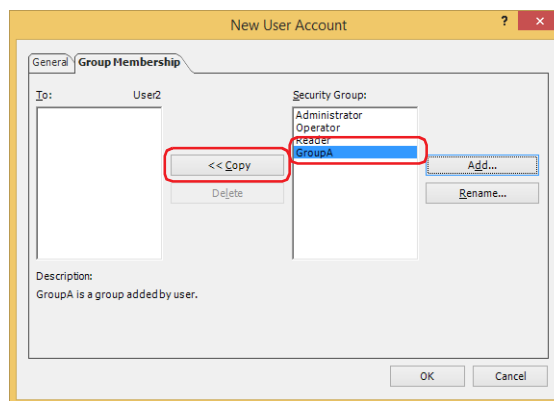 New User Account
? ×
General Group Membership
To: User2 Security Group:
Administrator
Operator
Reader
GroupA
<< Copy Add...
Delete Rename...
Description:
GroupA is a group added by user.
OK Cancel